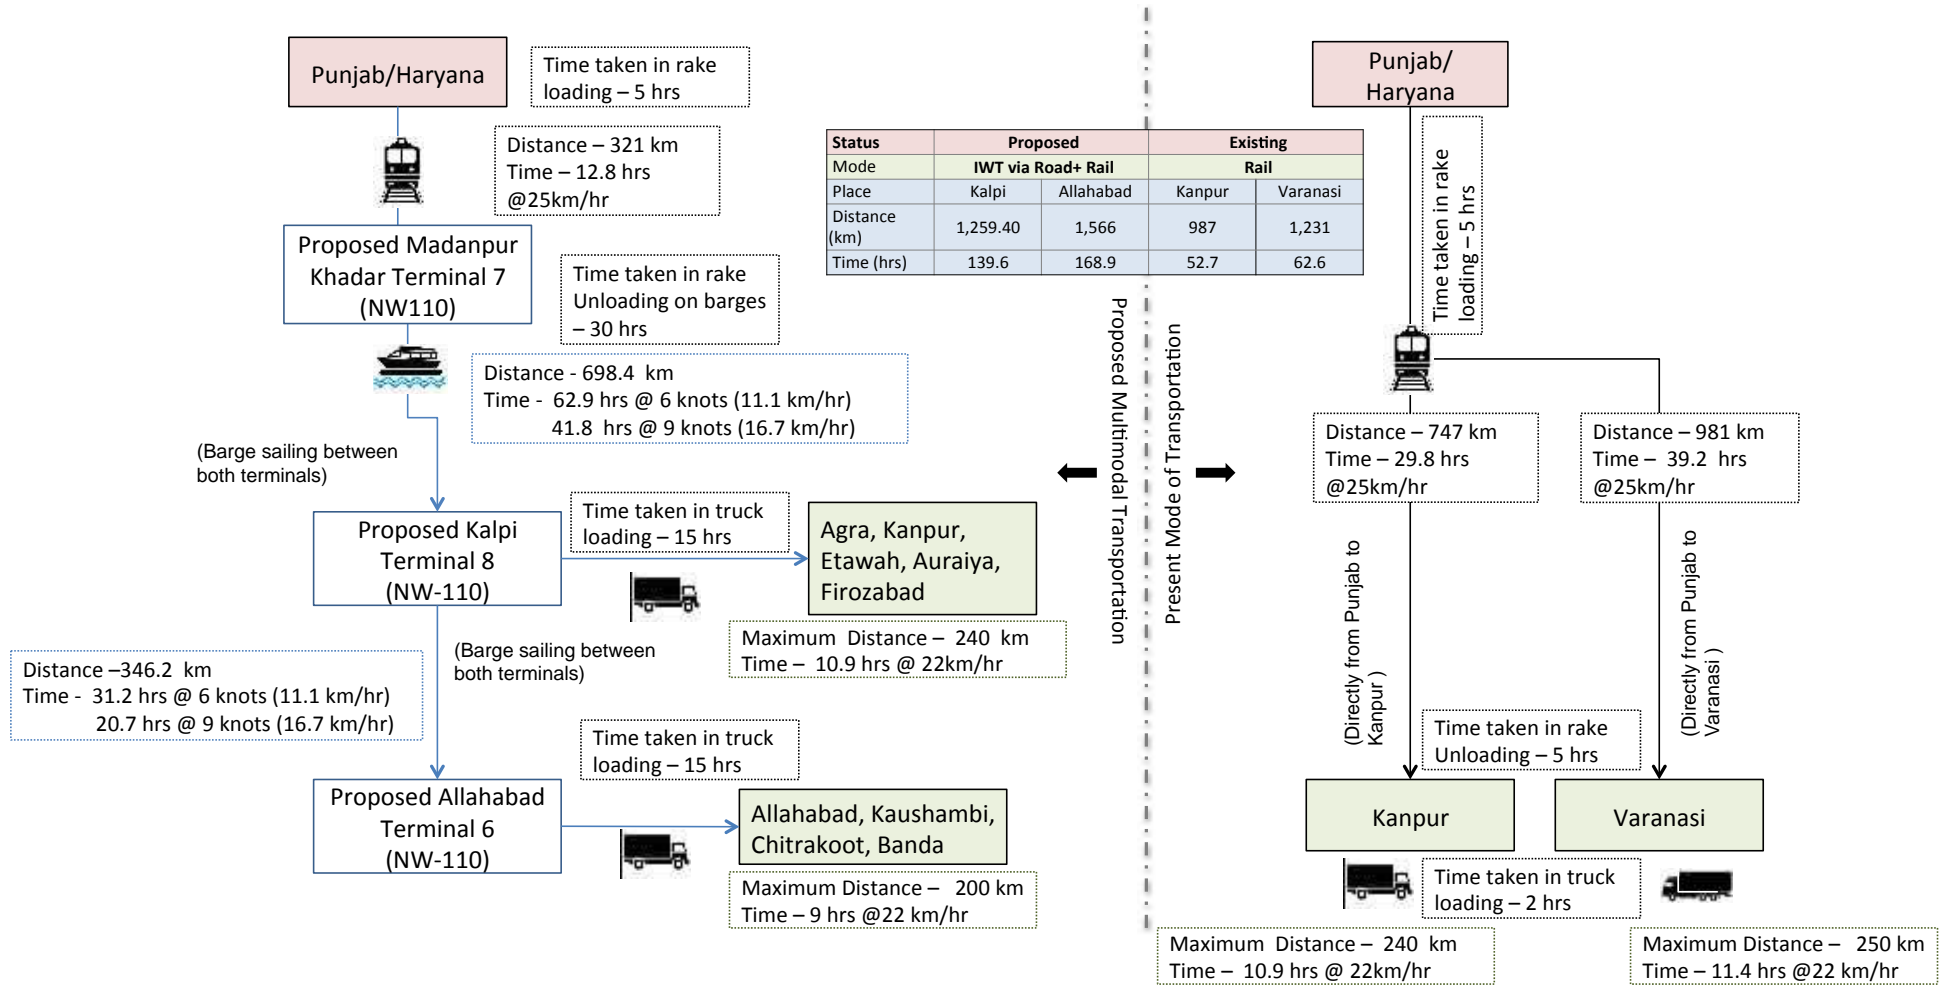 Punjab/Haryana
Time taken in rake
loading – 5 hrs
Distance – 321 km
Time – 12.8 hrs
@25km/hr
Proposed Madanpur
Khadar Terminal 7
(NW110)
Time taken in rake
Unloading on barges
– 30 hrs
Distance - 698.4 km
Time - 62.9 hrs @ 6 knots (11.1 km/hr)
41.8 hrs @ 9 knots (16.7 km/hr)
(Barge sailing between
both terminals)
Proposed Kalpi
Terminal 8
(NW-110)
Time taken in truck
loading – 15 hrs
Agra, Kanpur,
Etawah, Auraiya,
Firozabad
Maximum Distance – 240 km
Time – 10.9 hrs @ 22km/hr
(Barge sailing between
both terminals)
Distance –346.2 km
Time - 31.2 hrs @ 6 knots (11.1 km/hr)
20.7 hrs @ 9 knots (16.7 km/hr)
Time taken in truck
loading – 15 hrs
Proposed Allahabad
Terminal 6
(NW-110)
Allahabad, Kaushambi,
Chitrakoot, Banda
Maximum Distance – 200 km
Time – 9 hrs @22 km/hr
Status Proposed Existing
Mode IWT via Road+ Rail Rail
Place Kalpi Allahabad Kanpur Varanasi
Distance
(km) 1,259.40 1,566 987 1,231
Time (hrs) 139.6 168.9 52.7 62.6
Proposed Multimodal Transportation
Present Mode of Transportation
Punjab/
Haryana
Time taken in rake
loading – 5 hrs
Distance – 747 km
Time – 29.8 hrs
@25km/hr
Distance – 981 km
Time – 39.2 hrs
@25km/hr
(Directly from Punjab to
Kanpur )
(Directly from Punjab to
Varanasi )
Time taken in rake
Unloading – 5 hrs
Kanpur
Varanasi
Time taken in truck
loading – 2 hrs
Maximum Distance – 240 km
Time – 10.9 hrs @ 22km/hr
Maximum Distance – 250 km
Time – 11.4 hrs @22 km/hr